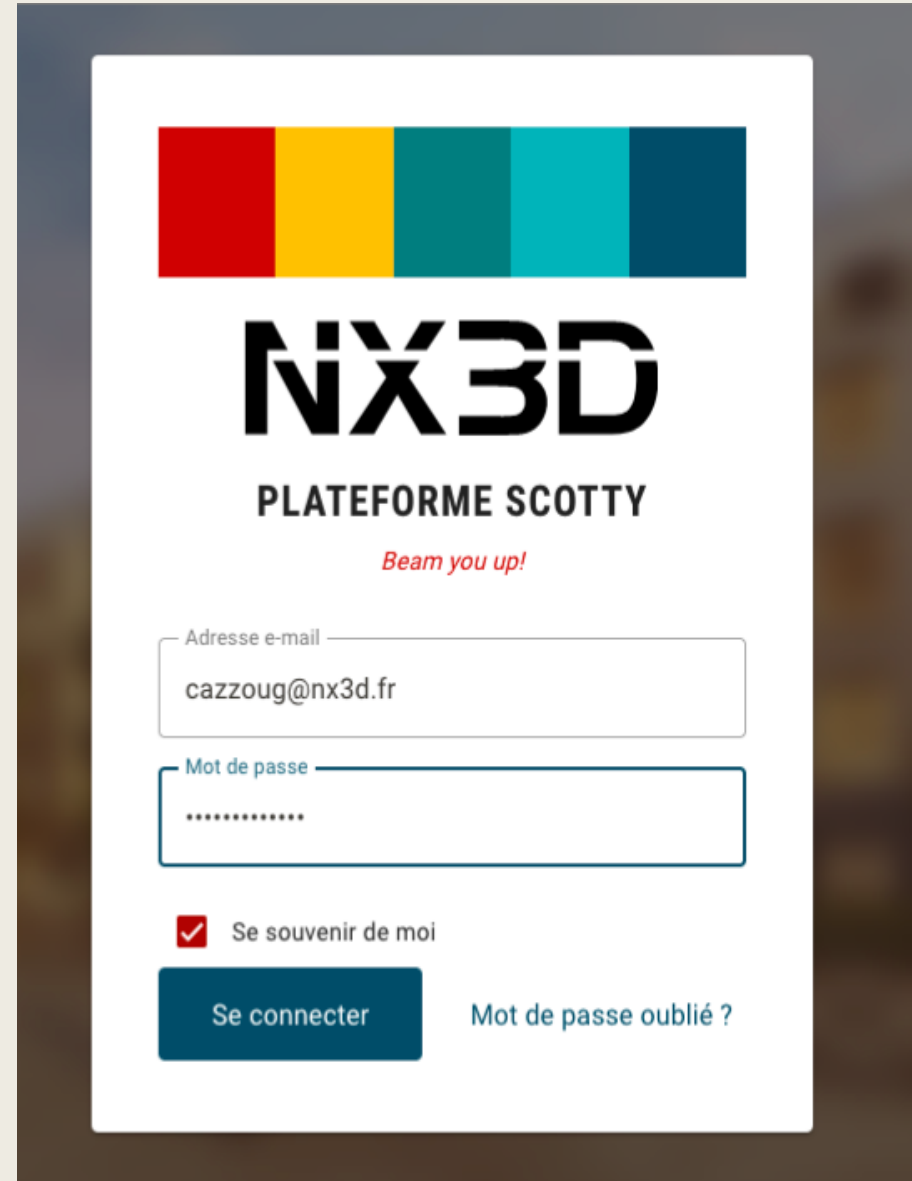 NX3D
PLATEFORME SCOTTY
Beam you up!
Adresse e-mail
cazzoug@nx3d.fr
Mot de passe
•••••••••••••
Se souvenir de moi
Se connecter
Mot de passe oublié ?